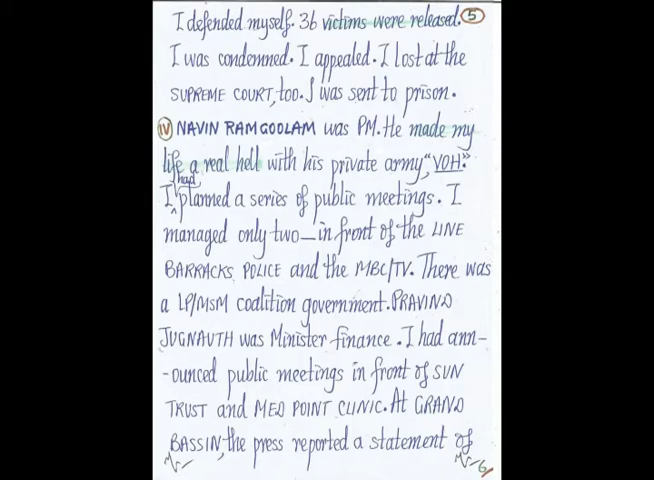 I defended myself. 36 victims were released. 5
I was condemned. I appealed. I lost at the
SUPREME COURT, too. I was sent to prison.
IV NAVIN RAMGOOLAM was PM. He made my
life a real hell with his private army, "VOH."
I had planned a series of public meetings. I
managed only two—in front of the LINE
BARRACKS POLICE and the MBC/TV. There was
a LP/MSM coalition government. PRAVIND
JUGNAUTH was Minister finance. I had ann-
-ounced public meetings in front of SUN
TRUST and MED POINT CLINIC. At GRAND
BASSIN, the press reported a statement of
6/